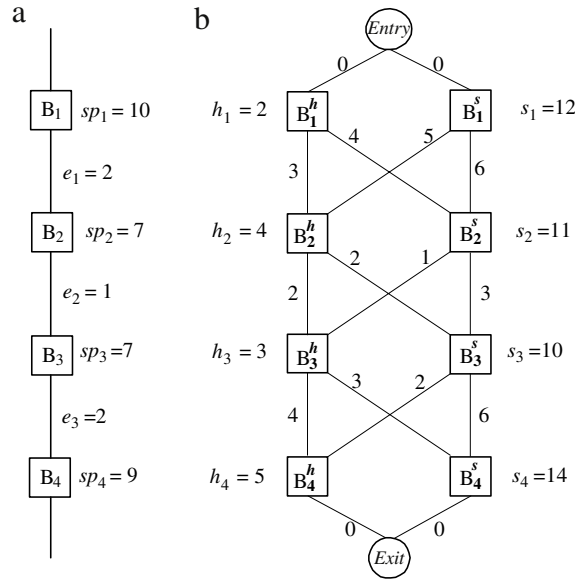 a
b
Entry
0 0
B₁ sp₁ = 10
h₁ = 2 B₁ʰ B₁ˢ s₁ = 12
4 5
e₁ = 2
3 6
B₂ sp₂ = 7
h₂ = 4 B₂ʰ B₂ˢ s₂ = 11
2 1
e₂ = 1
2 3
B₃ sp₃ =7
h₃ = 3 B₃ʰ B₃ˢ s₃ =10
3 2
e₃ =2
4 6
B₄ sp₄ = 9
h₄ = 5 B₄ʰ B₄ˢ s₄ =14
0 0
Exit